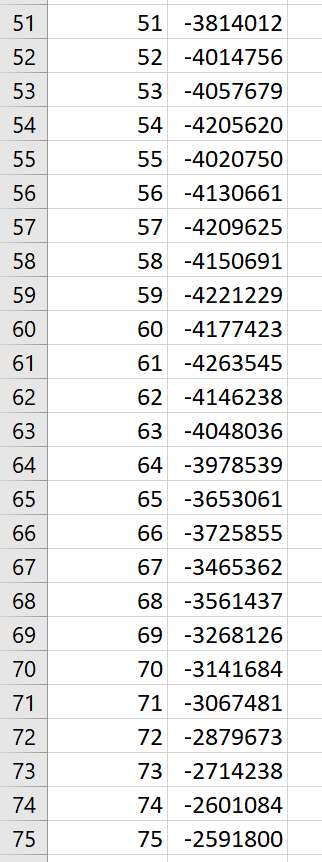 51 51 -3814012
52 52 -4014756
53 53 -4057679
54 54 -4205620
55 55 -4020750
56 56 -4130661
57 57 -4209625
58 58 -4150691
59 59 -4221229
60 60 -4177423
61 61 -4263545
62 62 -4146238
63 63 -4048036
64 64 -3978539
65 65 -3653061
66 66 -3725855
67 67 -3465362
68 68 -3561437
69 69 -3268126
70 70 -3141684
71 71 -3067481
72 72 -2879673
73 73 -2714238
74 74 -2601084
75 75 -2591800